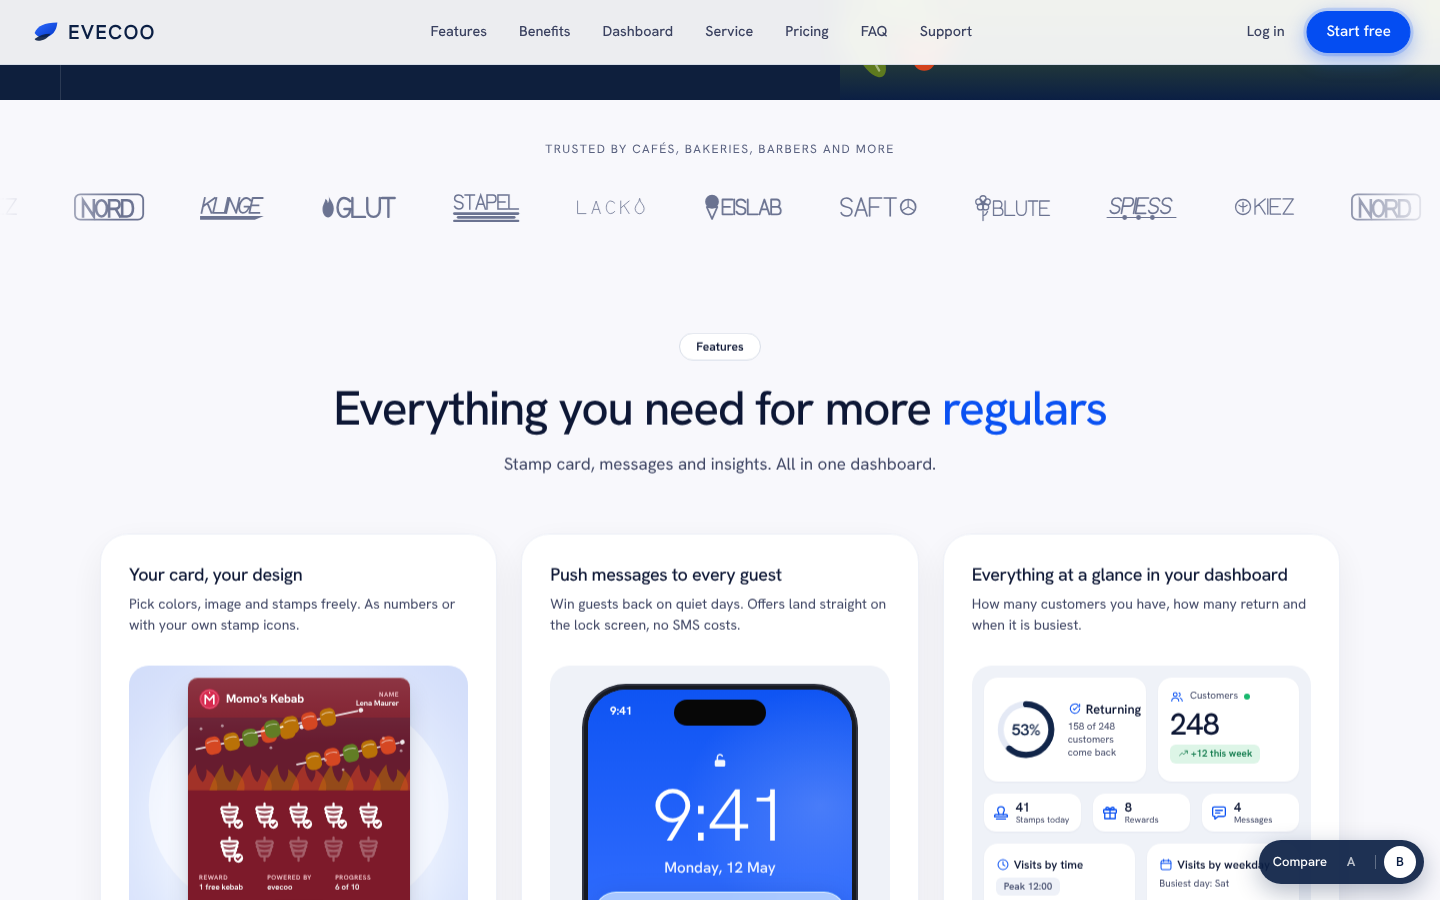 EVECOO
Features Benefits Dashboard Service Pricing FAQ Support
Log in
Start free
TRUSTED BY CAFÉS, BAKERIES, BARBERS AND MORE
Z NORD KLINGE GLUT STAPEL LACK EISLAB SAFT BLUTE SPIESS KIEZ NORD
Features
Everything you need for more regulars
Stamp card, messages and insights. All in one dashboard.
Your card, your design
Pick colors, image and stamps freely. As numbers or
with your own stamp icons.
M Momo's Kebab
NAME
Lena Maurer
REWARD POWERED BY PROGRESS
1 free kebab evecoo 6 of 10
Push messages to every guest
Win guests back on quiet days. Offers land straight on
the lock screen, no SMS costs.
9:41
9:41
Monday, 12 May
Everything at a glance in your dashboard
How many customers you have, how many return and
when it is busiest.
53%
Returning
158 of 248
customers
come back
Customers
248
+12 this week
41
Stamps today
8
Rewards
4
Messages
Visits by time
Peak 12:00
Visits by weekday
Busiest day: Sat
Compare A B